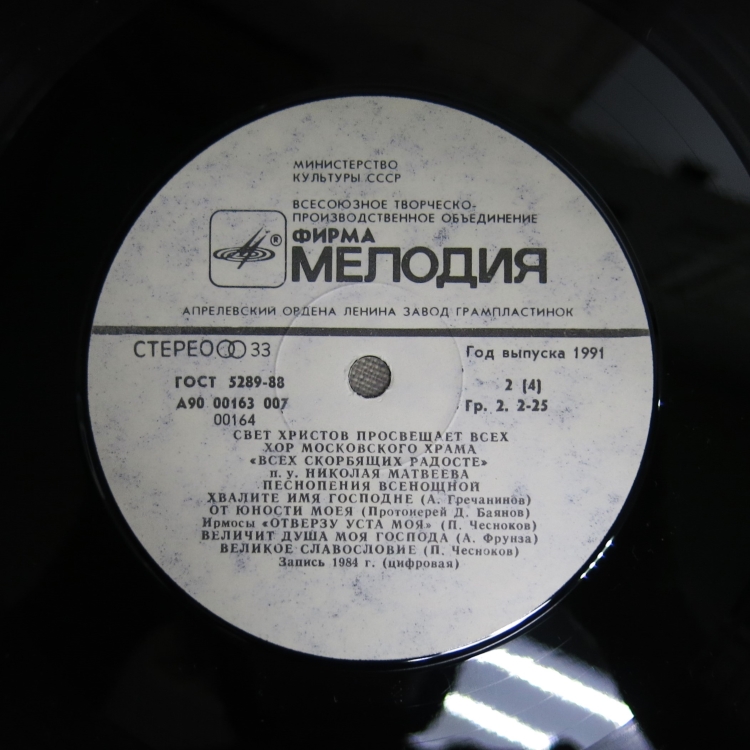 МИНИСТЕРСТВО
КУЛЬТУРЫ СССР
ВСЕСОЮЗНОЕ ТВОРЧЕСКО-
ПРОИЗВОДСТВЕННОЕ ОБЪЕДИНЕНИЕ
®
ФИРМА
МЕЛОДИЯ
АПРЕЛЕВСКИЙ ОРДЕНА ЛЕНИНА ЗАВОД ГРАМПЛАСТИНОК
СТЕРЕО 33
Год выпуска 1991
ГОСТ 5289-88
2 (4)
А90 00163 007
Гр. 2. 2-25
00164
СВЕТ ХРИСТОВ ПРОСВЕЩАЕТ ВСЕХ
ХОР МОСКОВСКОГО ХРАМА
«ВСЕХ СКОРБЯЩИХ РАДОСТЕ»
п. у. НИКОЛАЯ МАТВЕЕВА
ПЕСНОПЕНИЯ ВСЕНОЩНОЙ
ХВАЛИТЕ ИМЯ ГОСПОДНЕ (А. Гречанинов)
ОТ ЮНОСТИ МОЕЯ (Протоиерей Д. Баянов)
Ирмосы «ОТВЕРЗУ УСТА МОЯ» (П. Чесноков)
ВЕЛИЧИТ ДУША МОЯ ГОСПОДА (А. Фрунза)
ВЕЛИКОЕ СЛАВОСЛОВИЕ (П. Чесноков)
Запись 1984 г. (цифровая)